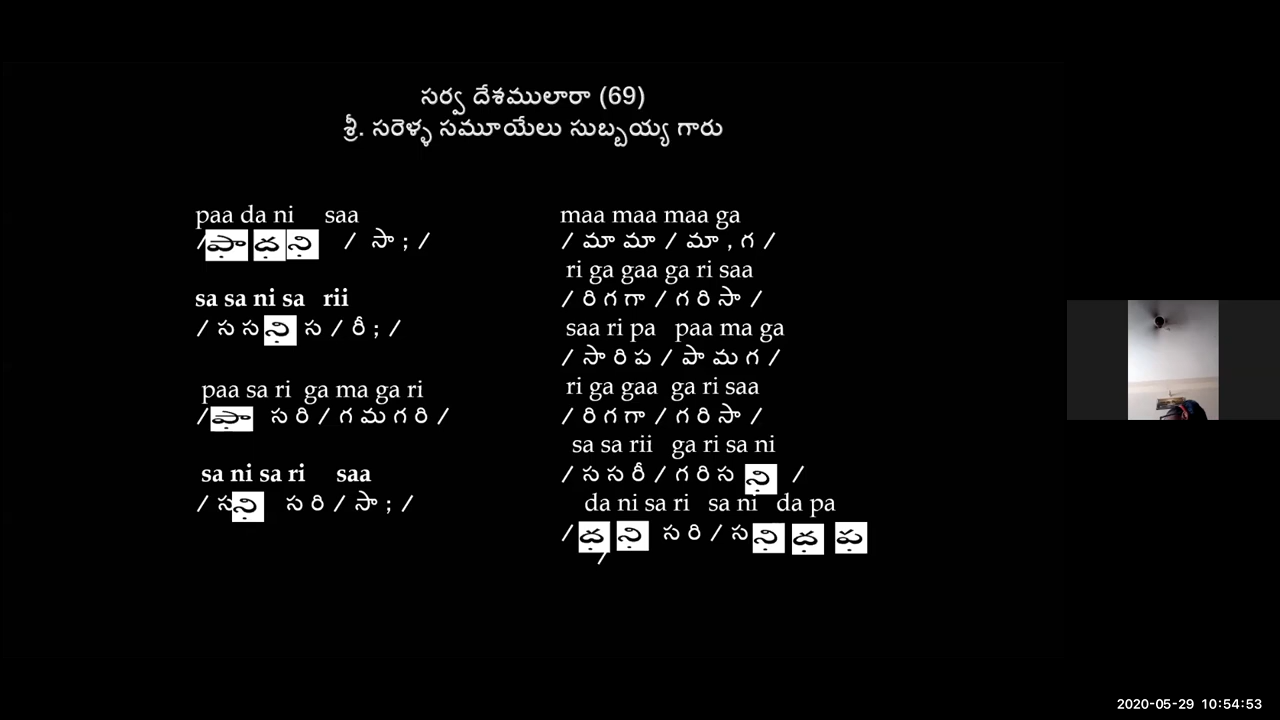 సర్వ దేశములారా (69)
శ్రీ. సరెళ్ళ సమూయేలు సుబ్బయ్య గారు
paa da ni saa
/ పా ధ ని / సా ; /
sa sa ni sa rii
/ స స ని స / రీ ; /
paa sa ri ga ma ga ri
/ పా స రి / గ మ గ రి /
sa ni sa ri saa
/ స ని స రి / సా ; /
maa maa maa ga
/ మా మా / మా , గ /
ri ga gaa ga ri saa
/ రి గ గా / గ రి సా /
saa ri pa paa ma ga
/ సా రి ప / పా మ గ /
ri ga gaa ga ri saa
/ రి గ గా / గ రి సా /
sa sa rii ga ri sa ni
/ స స రీ / గ రి స ని /
da ni sa ri sa ni da pa
/ ధ ని స రి / స ని ధ ప
/
2020-05-29 10:54:53